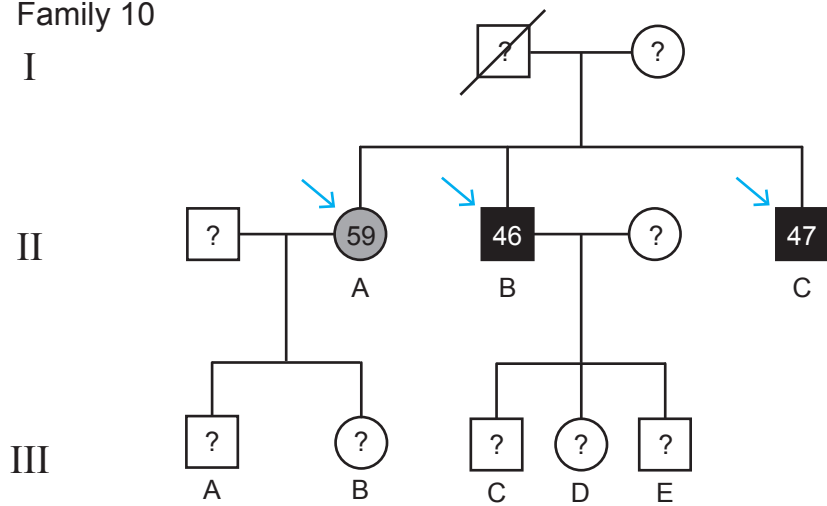 Family 10
I
? ?
II
? 59 46 ? 47
A B C
III
? ? ? ? ?
A B C D E